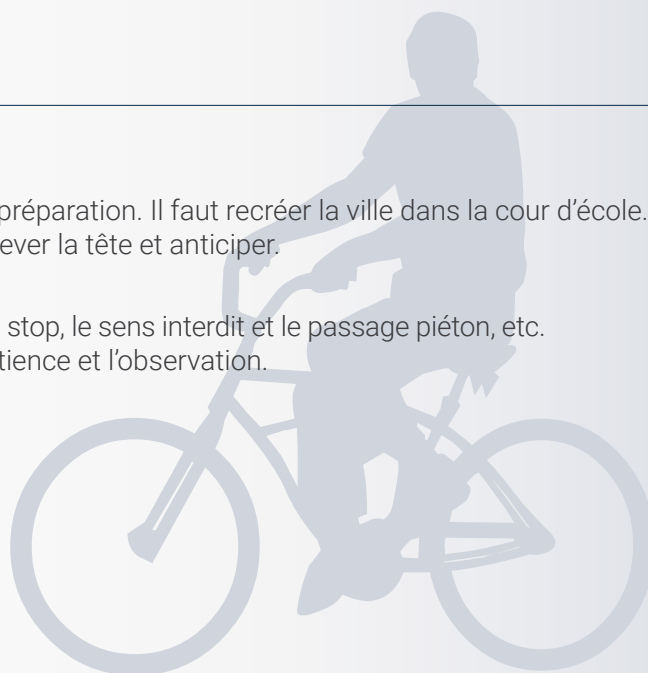 préparation. Il faut recréer la ville dans la cour d’école.
ever la tête et anticiper.
stop, le sens interdit et le passage piéton, etc.
tience et l’observation.